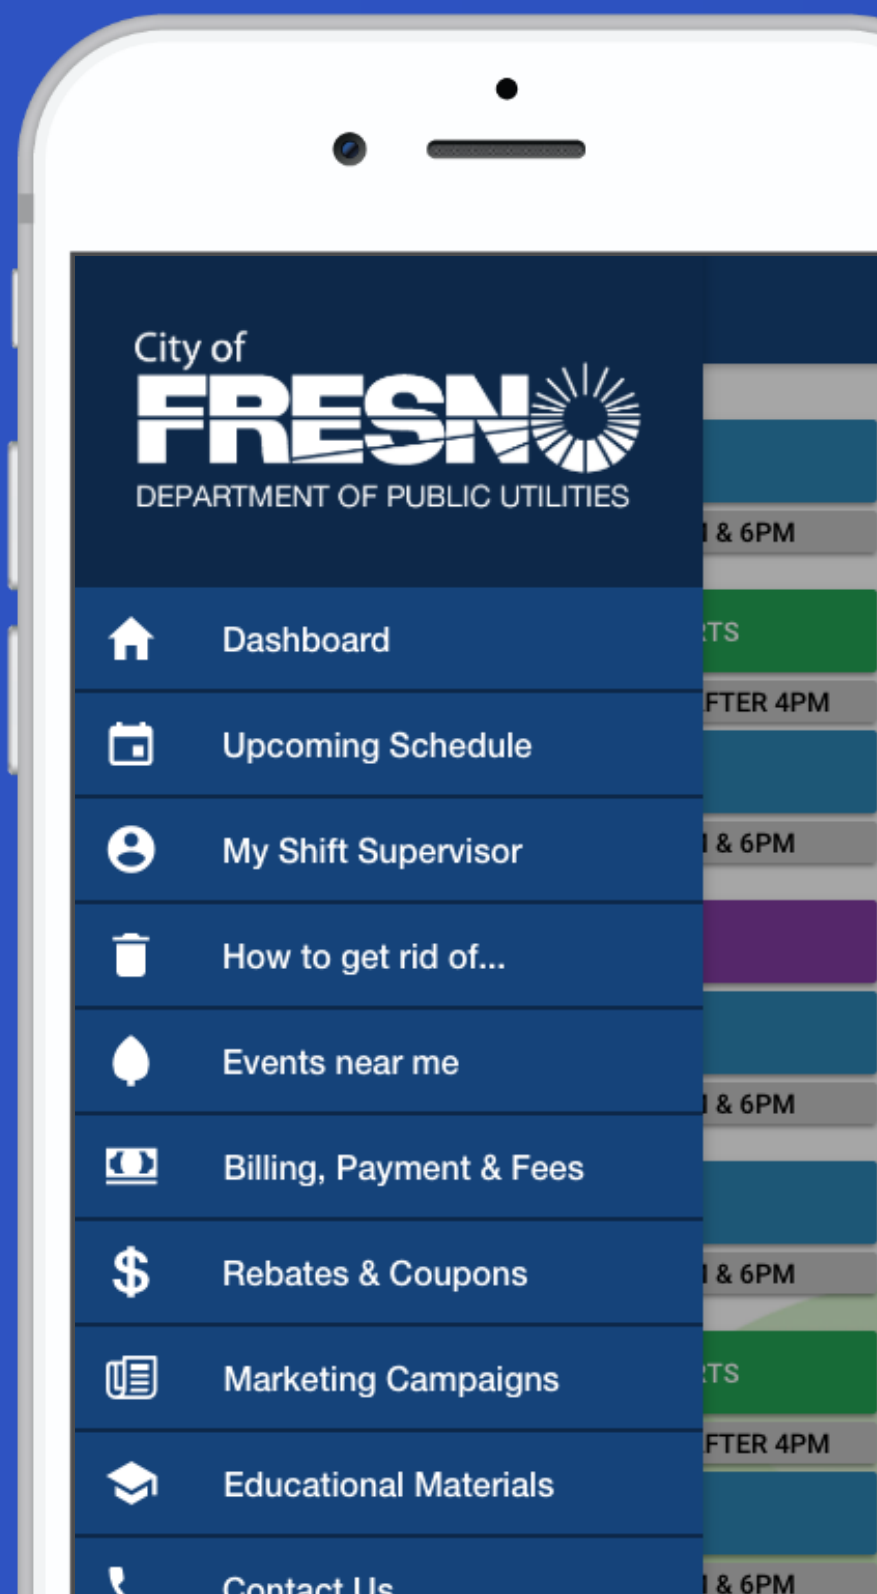 City of
FRESNO
DEPARTMENT OF PUBLIC UTILITIES
& 6PM
Dashboard
Upcoming Schedule
AFTER 4PM
My Shift Supervisor
& 6PM
How to get rid of...
Events near me
& 6PM
Billing, Payment & Fees
Rebates & Coupons
& 6PM
Marketing Campaigns
AFTER 4PM
Educational Materials
Contact Us
& 6PM